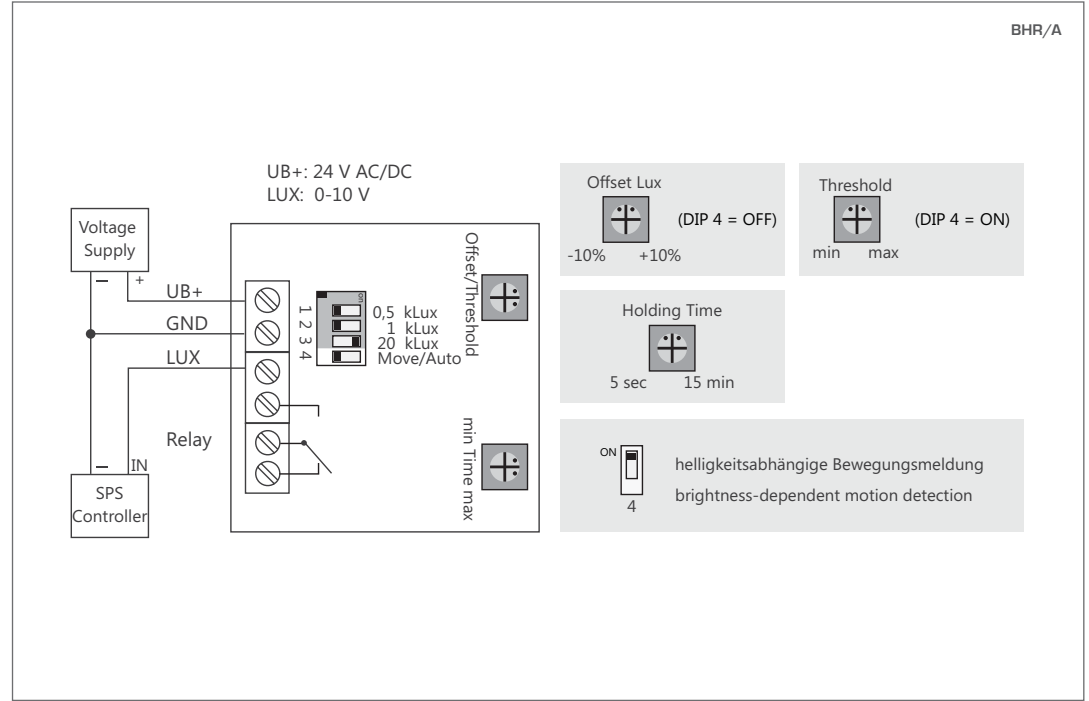 BHR/A
UB+: 24 V AC/DC
LUX: 0-10 V
Voltage
Supply
− +
UB+
GND
LUX
Relay
− IN
SPS
Controller
1 2 3 4
on
0,5 kLux
1 kLux
20 kLux
Move/Auto
Offset/Threshold
min Time max
Offset Lux
(DIP 4 = OFF)
-10% +10%
Threshold
(DIP 4 = ON)
min max
Holding Time
5 sec 15 min
ON
4
helligkeitsabhängige Bewegungsmeldung
brightness-dependent motion detection